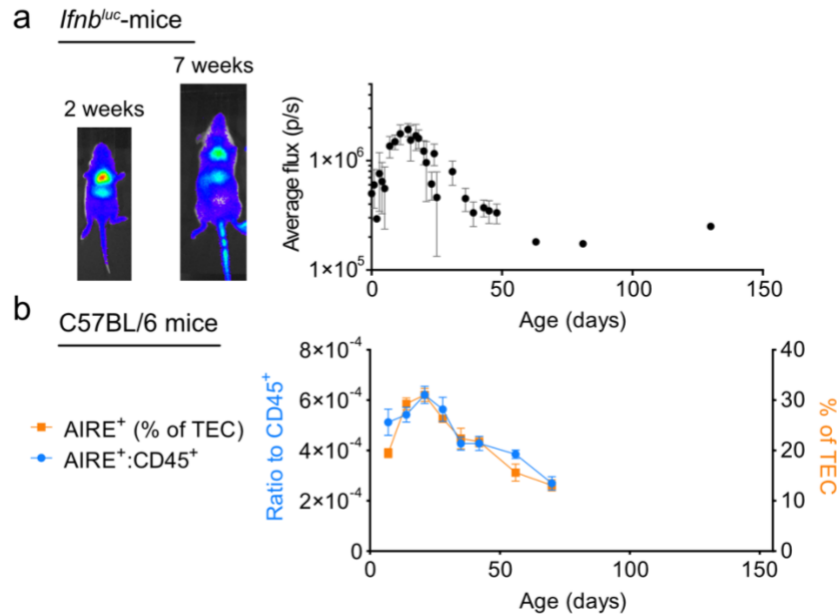 a
Ifnb^luc-mice
2 weeks
7 weeks
Average flux (p/s)
1×10^6
1×10^5
0
50
100
150
Age (days)
b
C57BL/6 mice
AIRE^+ (% of TEC)
AIRE^+:CD45^+
Ratio to CD45^+
8×10^-4
6×10^-4
4×10^-4
2×10^-4
0
40
30
20
10
0
% of TEC
0
50
100
150
Age (days)